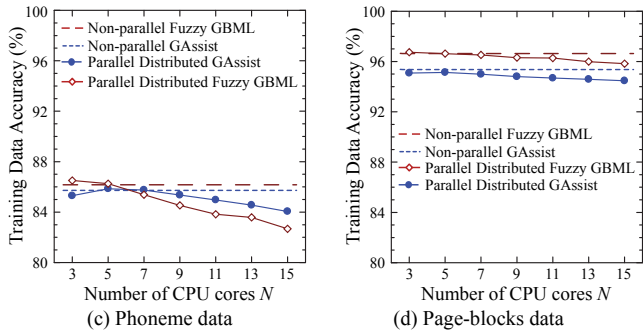 Training Data Accuracy (%)
100
96
92
88
84
80
Non-parallel Fuzzy GBML
Non-parallel GAssist
Parallel Distributed GAssist
Parallel Distributed Fuzzy GBML
3 5 7 9 11 13 15
Number of CPU cores N
(c) Phoneme data
Training Data Accuracy (%)
100
96
92
88
84
80
Non-parallel Fuzzy GBML
Non-parallel GAssist
Parallel Distributed Fuzzy GBML
Parallel Distributed GAssist
3 5 7 9 11 13 15
Number of CPU cores N
(d) Page-blocks data